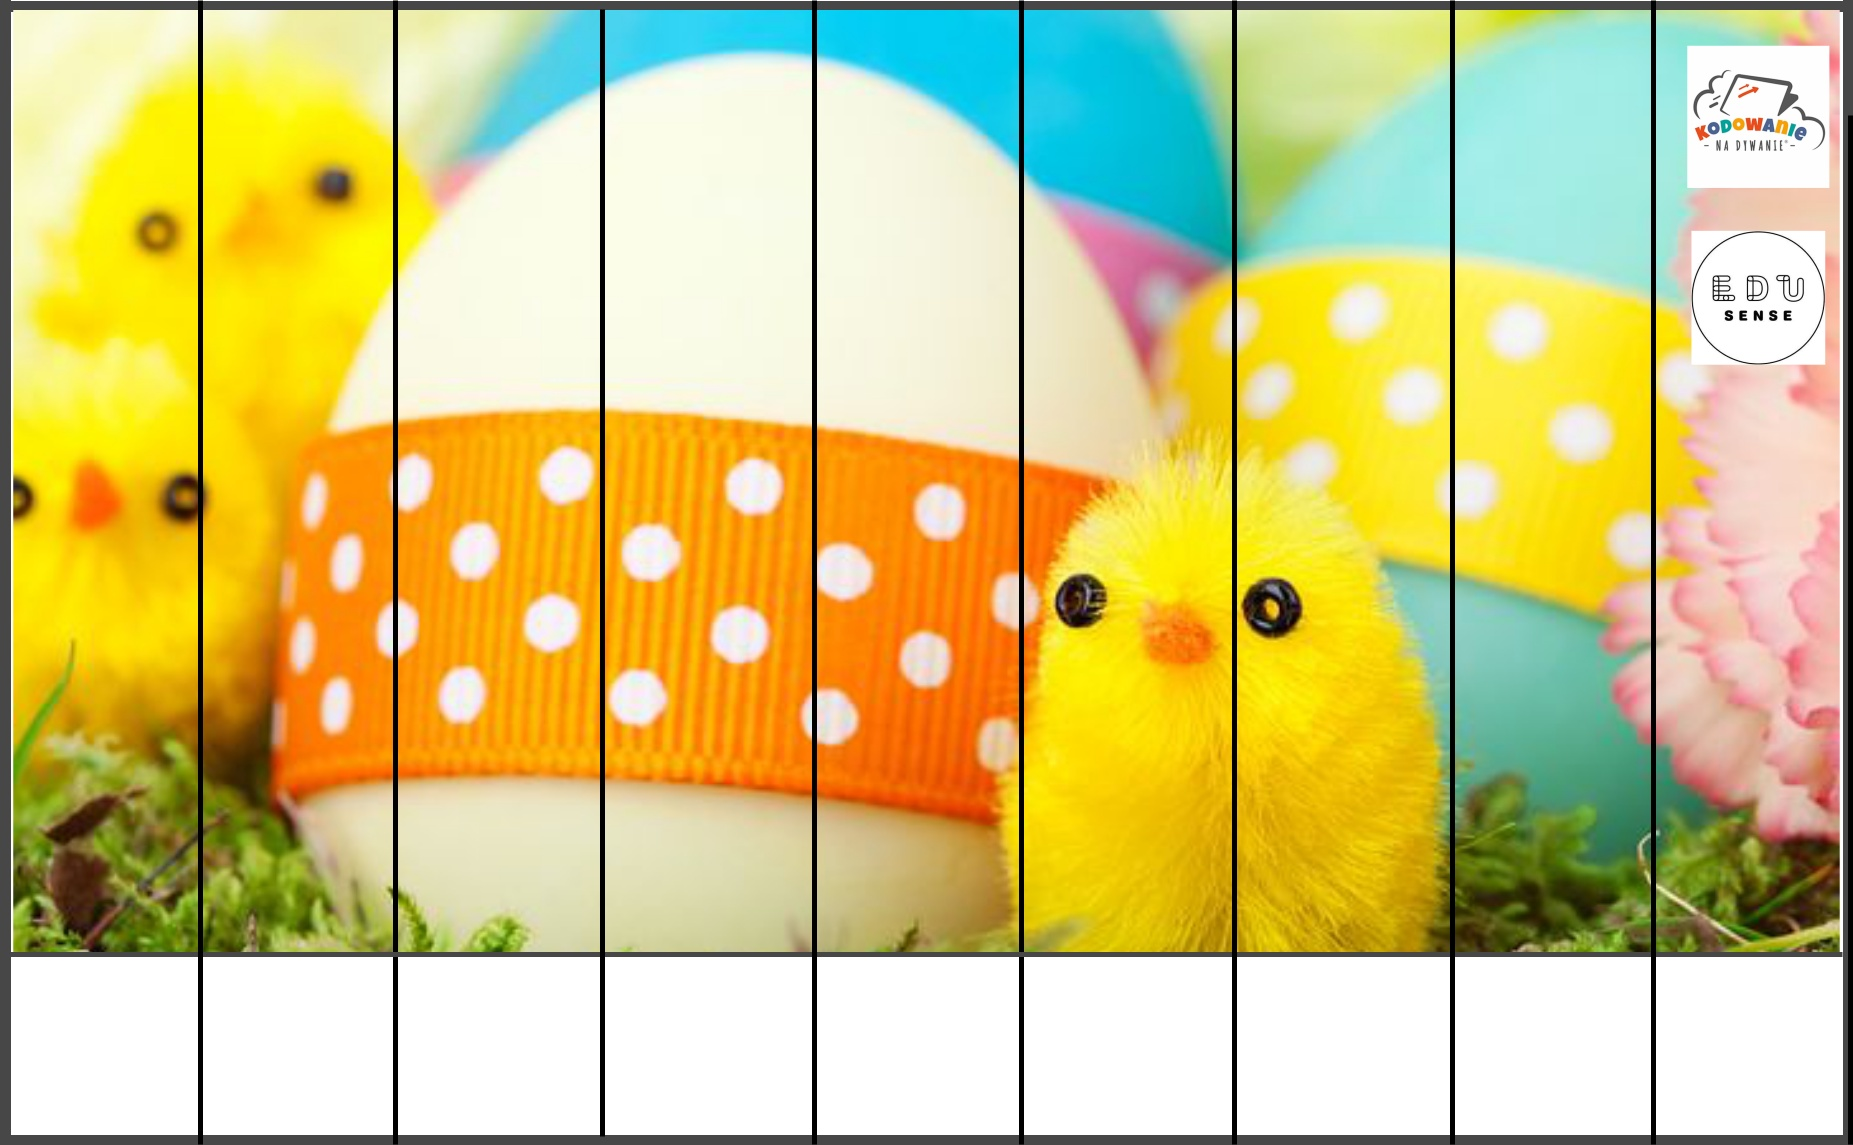 KODOWANIE
- NA DYWANIE® -
EDU
SENSE